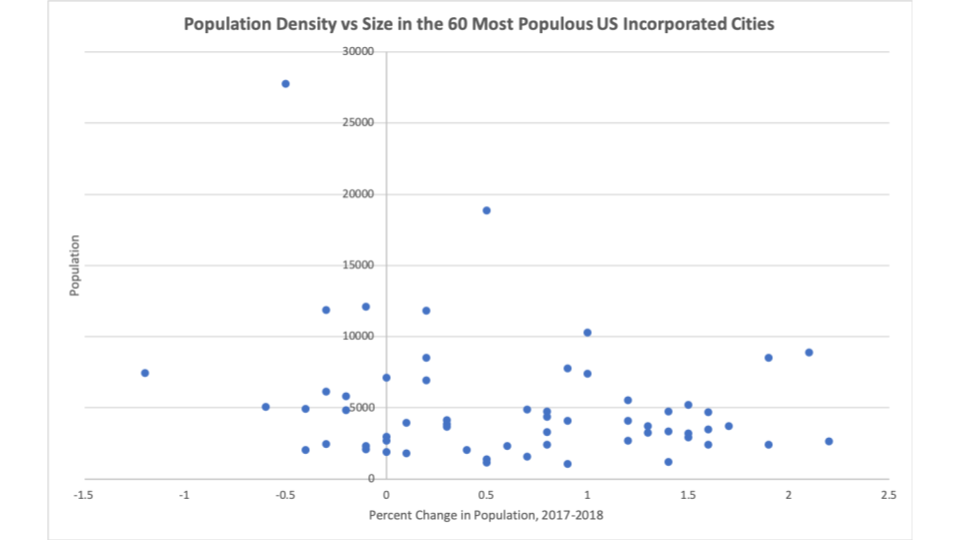 Population Density vs Size in the 60 Most Populous US Incorporated Cities
30000
25000
20000
15000
10000
5000
0
Population
-1.5 -1 -0.5 0 0.5 1 1.5 2 2.5
Percent Change in Population, 2017-2018